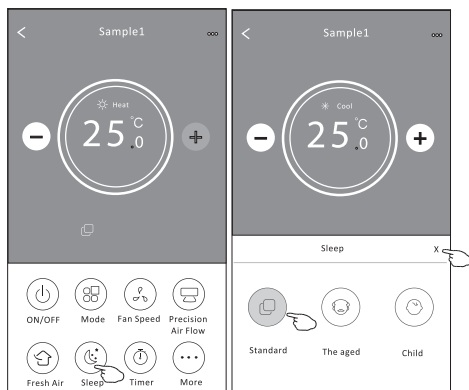 Sample1
Heat
25.0 °C
ON/OFF Mode Fan Speed Precision
Air Flow
Fresh Air Sleep Timer More
Sample1
Cool
25.0 °C
Sleep X
Standard The aged Child